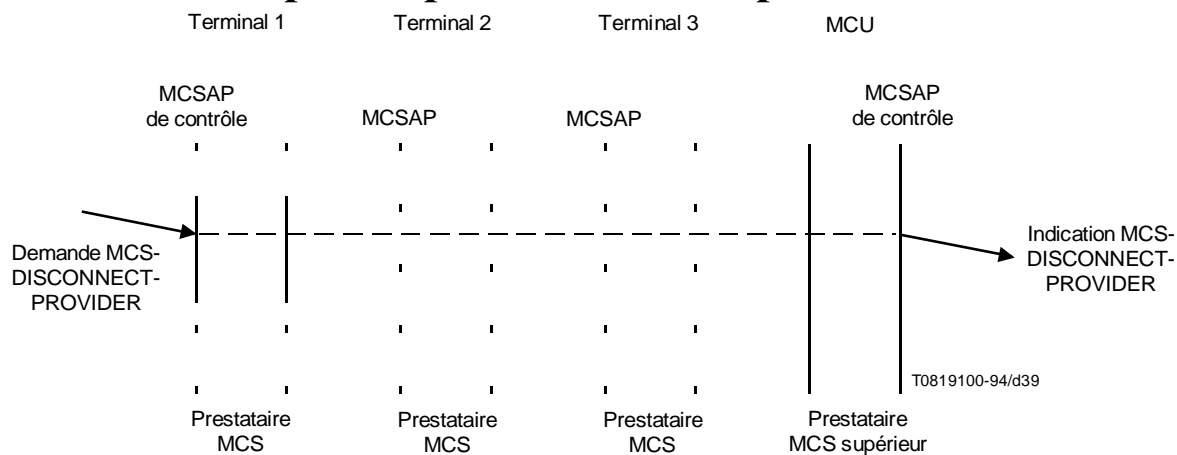 Terminal 1
Terminal 2
Terminal 3
MCU
MCSAP
de contrôle
MCSAP
MCSAP
MCSAP
de contrôle
Demande MCS-
DISCONNECT-
PROVIDER
Indication MCS-
DISCONNECT-
PROVIDER
T0819100-94/d39
Prestataire
MCS
Prestataire
MCS
Prestataire
MCS
Prestataire
MCS supérieur